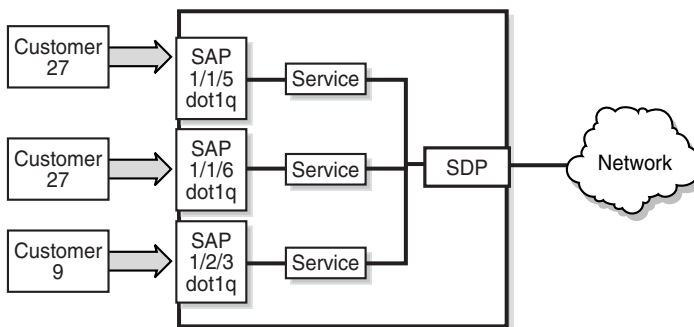 Customer
27
SAP
1/1/5
dot1q
Service
Customer
27
SAP
1/1/6
dot1q
Service
SDP
Network
Customer
9
SAP
1/2/3
dot1q
Service